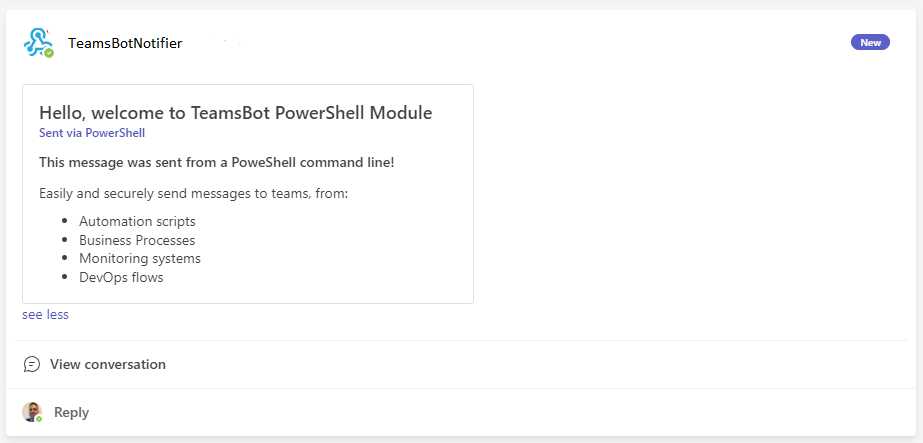 TeamsBotNotifier
New
Hello, welcome to TeamsBot PowerShell Module
Sent via PowerShell
This message was sent from a PoweShell command line!
Easily and securely send messages to teams, from:
Automation scripts
Business Processes
Monitoring systems
DevOps flows
see less
View conversation
Reply